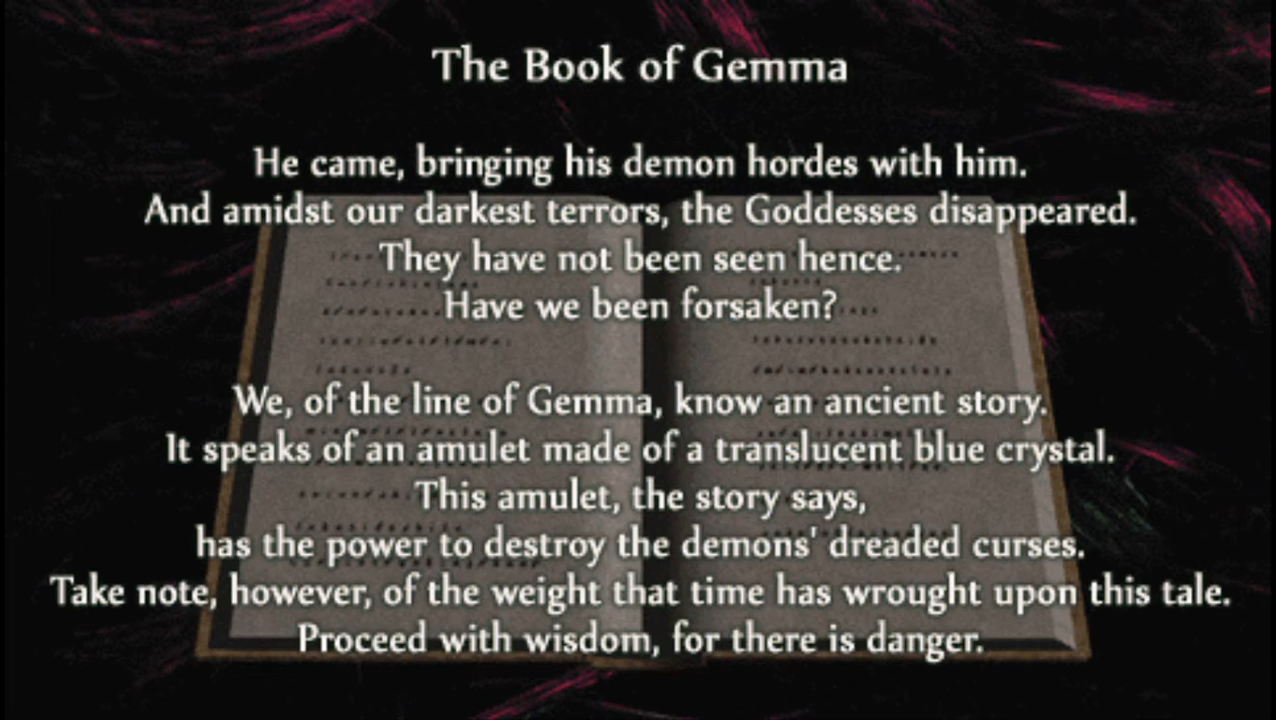 The Book of Gemma
He came, bringing his demon hordes with him.
And amidst our darkest terrors, the Goddesses disappeared.
They have not been seen hence.
Have we been forsaken?
We, of the line of Gemma, know an ancient story.
It speaks of an amulet made of a translucent blue crystal.
This amulet, the story says,
has the power to destroy the demons' dreaded curses.
Take note, however, of the weight that time has wrought upon this tale.
Proceed with wisdom, for there is danger.